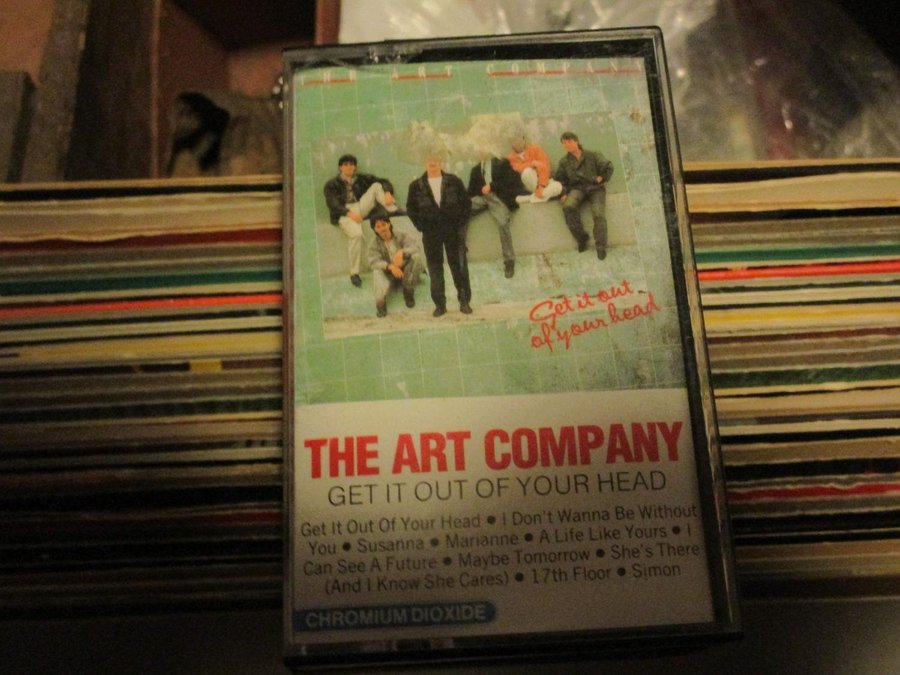 THE ART COMPANY
Get it out
of your head
THE ART COMPANY
GET IT OUT OF YOUR HEAD
Get It Out Of Your Head ● I Don't Wanna Be Without
You ● Susanna ● Marianne ● A Life Like Yours ● I
Can See A Future ● Maybe Tomorrow ● She's There
(And I Know She Cares) ● 17th Floor ● Simon
CHROMIUM DIOXIDE